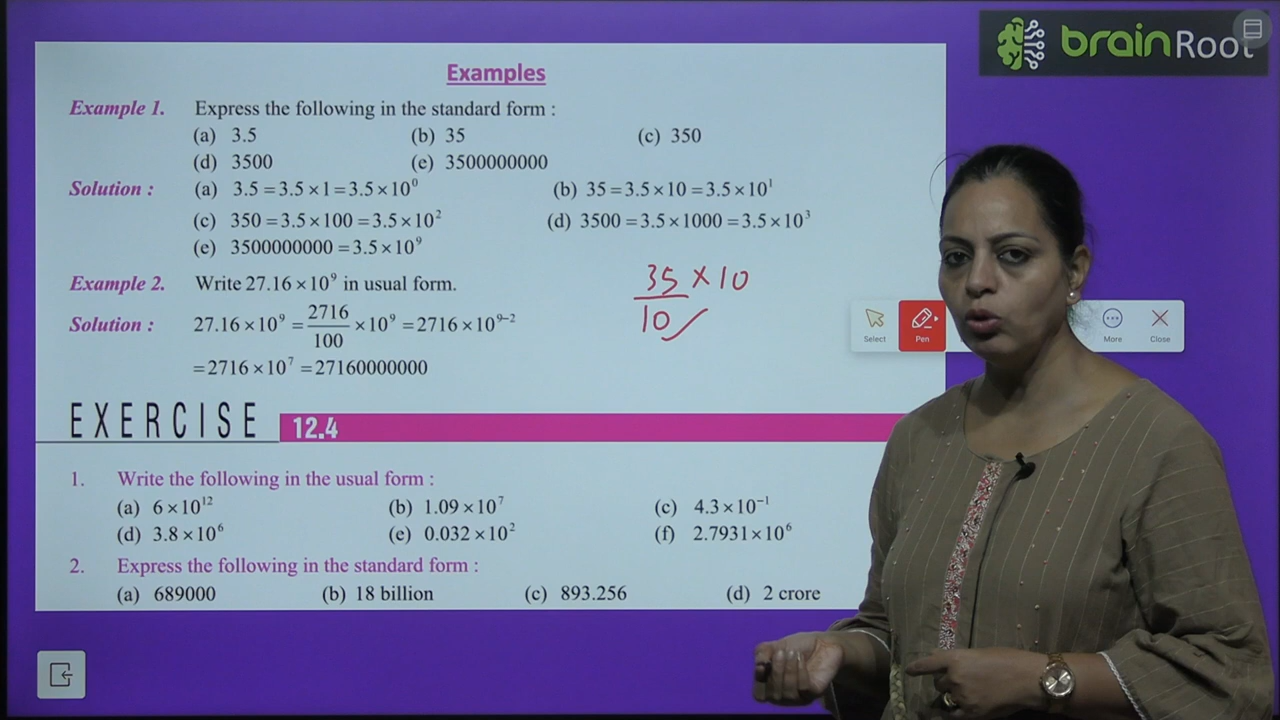 brainRoot
Examples
Example 1. Express the following in the standard form :
(a) 3.5 (b) 35 (c) 350
(d) 3500 (e) 3500000000
Solution : (a) 3.5 = 3.5 × 1 = 3.5 × 10⁰ (b) 35 = 3.5 × 10 = 3.5 × 10¹
(c) 350 = 3.5 × 100 = 3.5 × 10² (d) 3500 = 3.5 × 1000 = 3.5 × 10³
(e) 3500000000 = 3.5 × 10⁹
Example 2. Write 27.16 × 10⁹ in usual form.
Solution : 27.16 × 10⁹ = 2716/100 × 10⁹ = 2716 × 10⁹⁻²
= 2716 × 10⁷ = 27160000000
35 × 10
10
Select Pen More Close
EXERCISE 12.4
1. Write the following in the usual form :
(a) 6 × 10¹² (b) 1.09 × 10⁷ (c) 4.3 × 10⁻¹
(d) 3.8 × 10⁶ (e) 0.032 × 10² (f) 2.7931 × 10⁶
2. Express the following in the standard form :
(a) 689000 (b) 18 billion (c) 893.256 (d) 2 crore